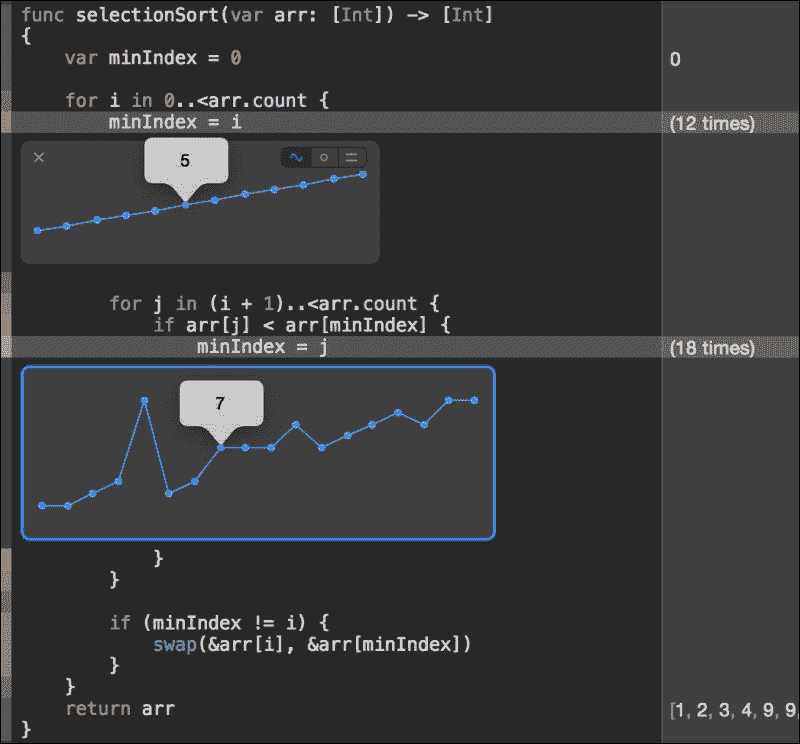 func selectionSort(var arr: [Int]) -> [Int]
{
var minIndex = 0 0
for i in 0..<arr.count {
minIndex = i (12 times)
5
for j in (i + 1)..<arr.count {
if arr[j] < arr[minIndex] {
minIndex = j (18 times)
7
}
}
if (minIndex != i) {
swap(&arr[i], &arr[minIndex])
}
}
return arr [1, 2, 3, 4, 9, 9,
}